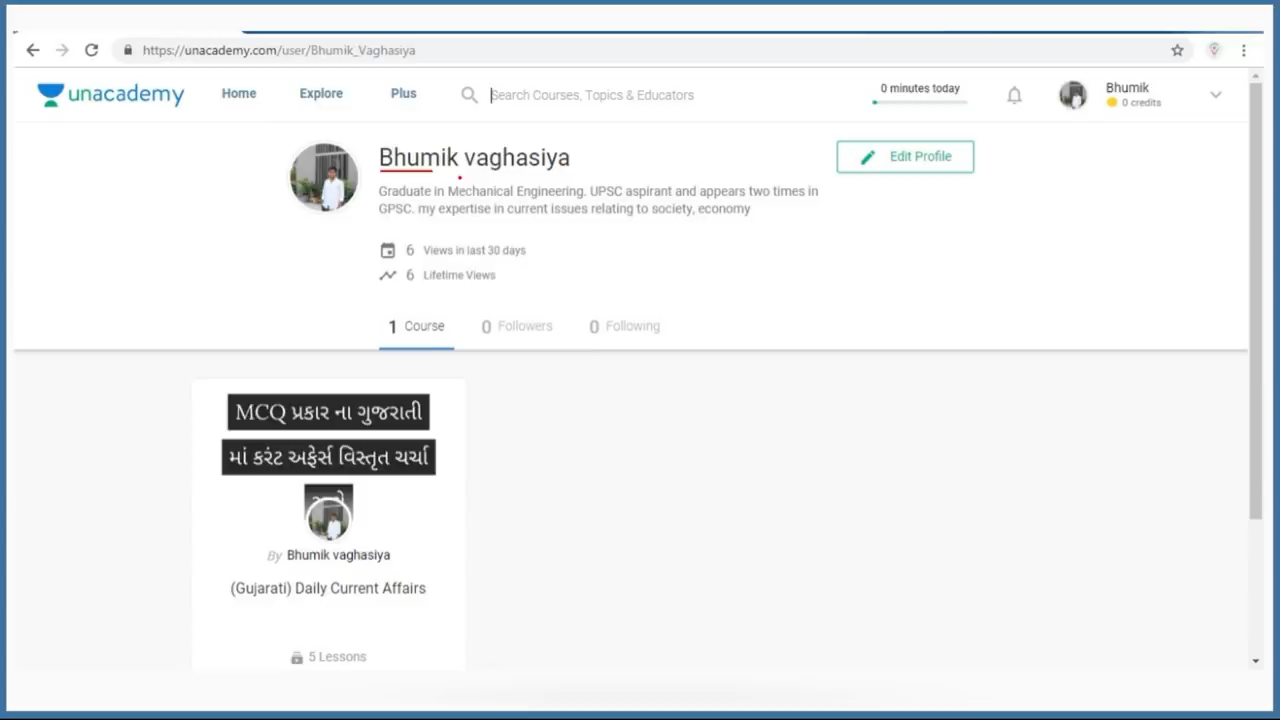 https://unacademy.com/user/Bhumik_Vaghasiya
unacademy Home Explore Plus Search Courses, Topics & Educators 0 minutes today Bhumik
0 credits
Bhumik vaghasiya Edit Profile
Graduate in Mechanical Engineering. UPSC aspirant and appears two times in
GPSC. my expertise in current issues relating to society, economy
6 Views in last 30 days
6 Lifetime Views
1 Course 0 Followers 0 Following
MCQ પ્રકાર ના ગુજરાતી
માં કરંટ અફેર્સ વિસ્તૃત ચર્ચા
By Bhumik vaghasiya
(Gujarati) Daily Current Affairs
5 Lessons